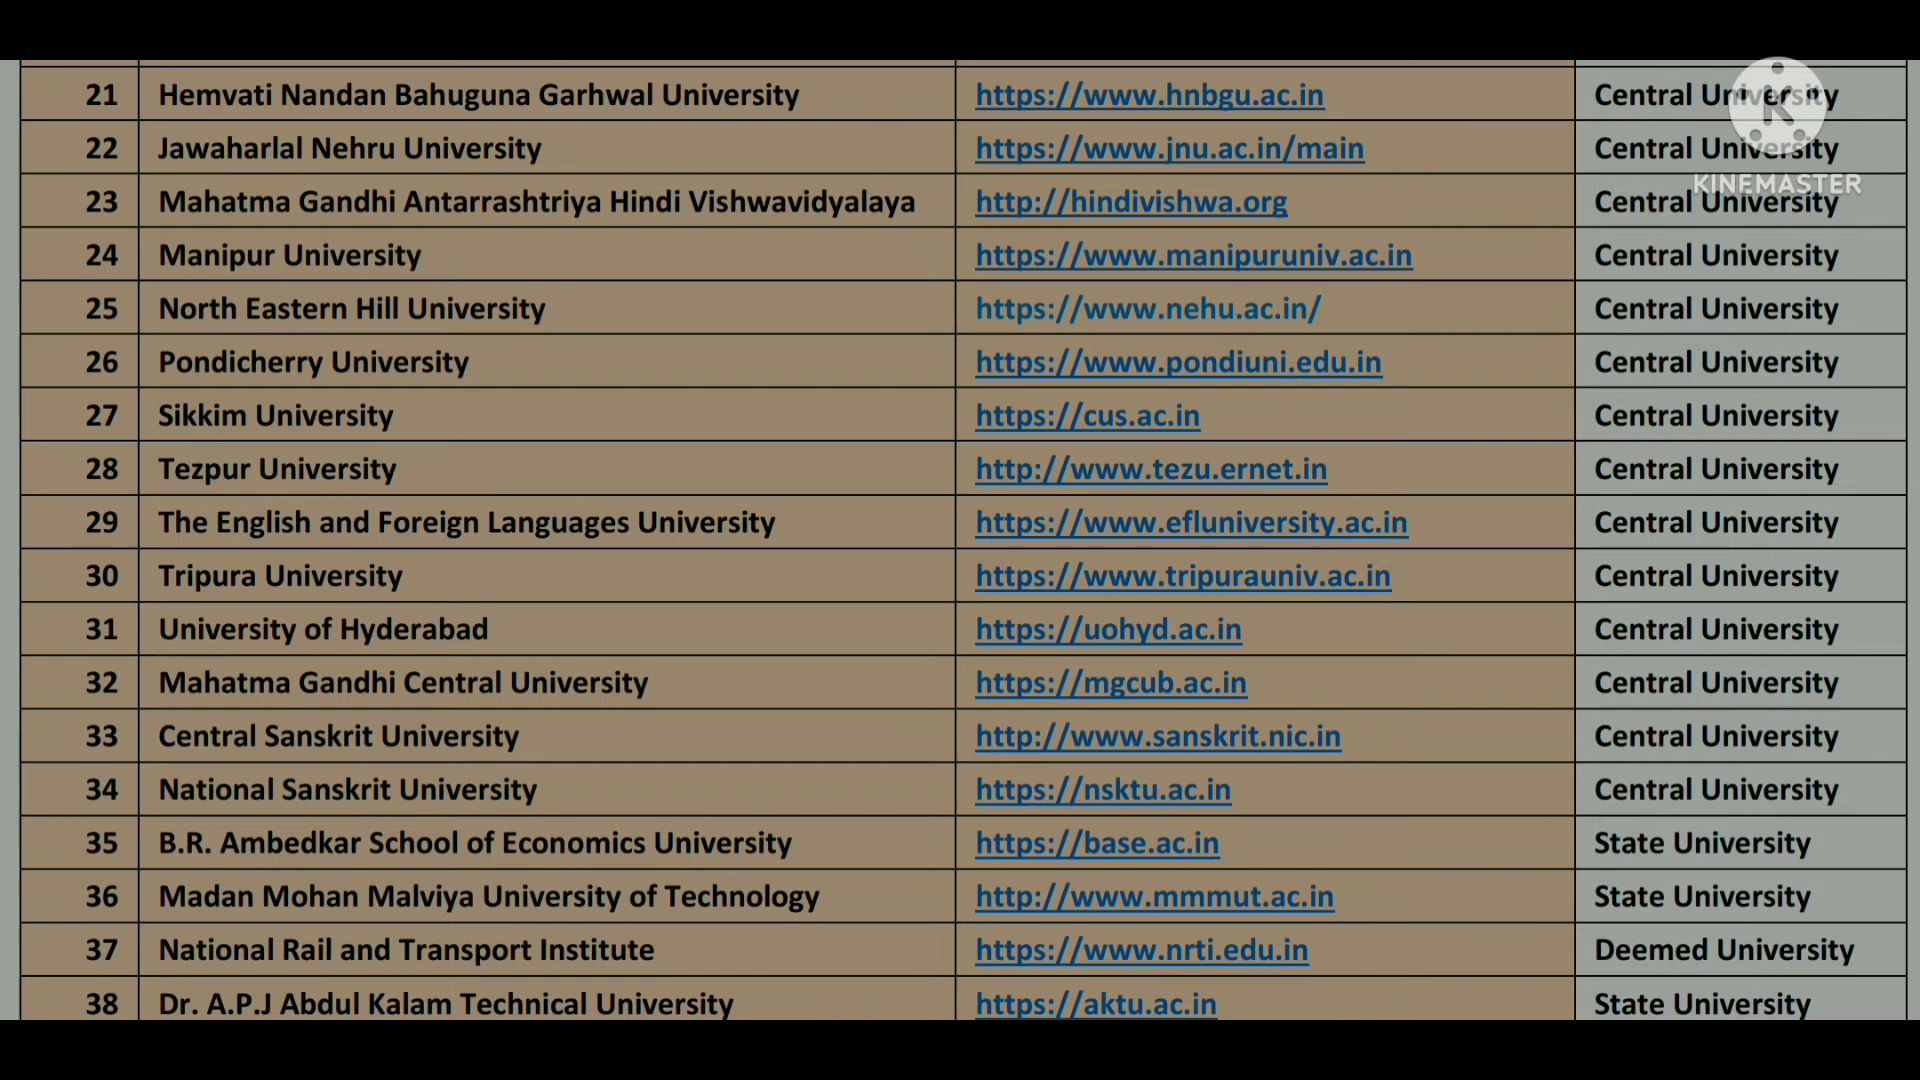 21 Hemvati Nandan Bahuguna Garhwal University https://www.hnbgu.ac.in Central University
22 Jawaharlal Nehru University https://www.jnu.ac.in/main Central University
KINEMASTER
23 Mahatma Gandhi Antarrashtriya Hindi Vishwavidyalaya http://hindivishwa.org Central University
24 Manipur University https://www.manipuruniv.ac.in Central University
25 North Eastern Hill University https://www.nehu.ac.in/ Central University
26 Pondicherry University https://www.pondiuni.edu.in Central University
27 Sikkim University https://cus.ac.in Central University
28 Tezpur University http://www.tezu.ernet.in Central University
29 The English and Foreign Languages University https://www.efluniversity.ac.in Central University
30 Tripura University https://www.tripurauniv.ac.in Central University
31 University of Hyderabad https://uohyd.ac.in Central University
32 Mahatma Gandhi Central University https://mgcub.ac.in Central University
33 Central Sanskrit University http://www.sanskrit.nic.in Central University
34 National Sanskrit University https://nsktu.ac.in Central University
35 B.R. Ambedkar School of Economics University https://base.ac.in State University
36 Madan Mohan Malviya University of Technology http://www.mmmut.ac.in State University
37 National Rail and Transport Institute https://www.nrti.edu.in Deemed University
38 Dr. A.P.J Abdul Kalam Technical University https://aktu.ac.in State University